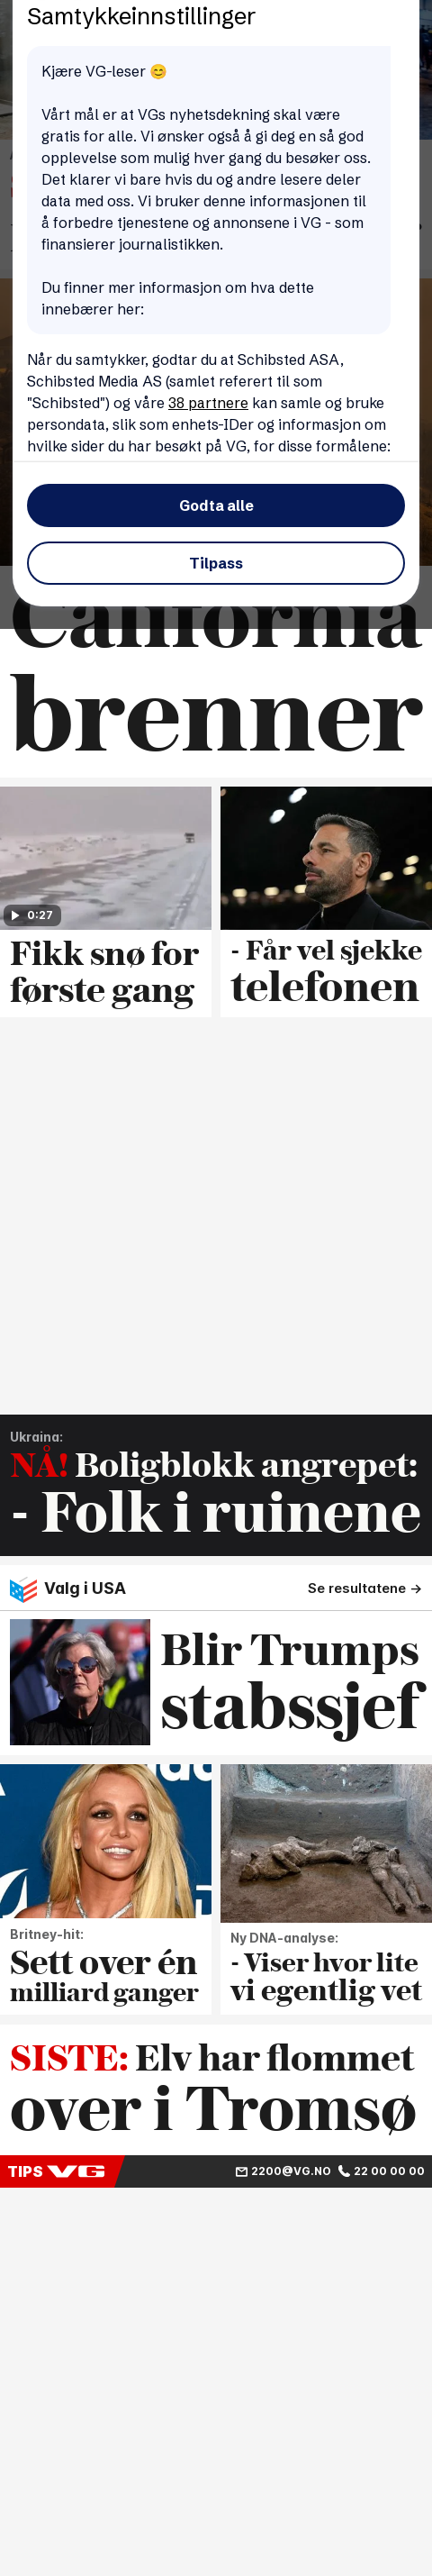 Samtykkeinnstillinger
Kjære VG-leser 😊
Vårt mål er at VGs nyhetsdekning skal være
gratis for alle. Vi ønsker også å gi deg en så god
opplevelse som mulig hver gang du besøker oss.
Det klarer vi bare hvis du og andre lesere deler
data med oss. Vi bruker denne informasjonen til
å forbedre tjenestene og annonsene i VG - som
finansierer journalistikken.
Du finner mer informasjon om hva dette
innebærer her:
Når du samtykker, godtar du at Schibsted ASA,
Schibsted Media AS (samlet referert til som
"Schibsted") og våre 38 partnere kan samle og bruke
persondata, slik som enhets-IDer og informasjon om
hvilke sider du har besøkt på VG, for disse formålene:
Godta alle
Tilpass
California
brenner
0:27
Fikk snø for
første gang
- Får vel sjekke
telefonen
Ukraina:
NÅ! Boligblokk angrepet:
- Folk i ruinene
Valg i USA
Se resultatene →
Blir Trumps
stabssjef
Britney-hit:
Sett over én
milliard ganger
Ny DNA-analyse:
- Viser hvor lite
vi egentlig vet
SISTE: Elv har flommet
over i Tromsø
TIPS VG
2200@VG.NO 22 00 00 00